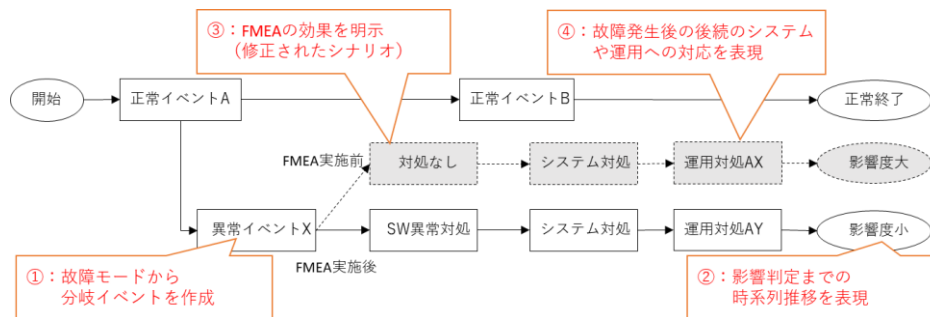 ③：FMEAの効果を明示
（修正されたシナリオ）
④：故障発生後の後続のシステム
や運用への対応を表現
開始
正常イベントA
正常イベントB
正常終了
FMEA実施前
対処なし
システム対処
運用対処AX
影響度大
異常イベントX
SW異常対処
システム対処
運用対処AY
影響度小
FMEA実施後
①：故障モードから
分岐イベントを作成
②：影響判定までの
時系列推移を表現